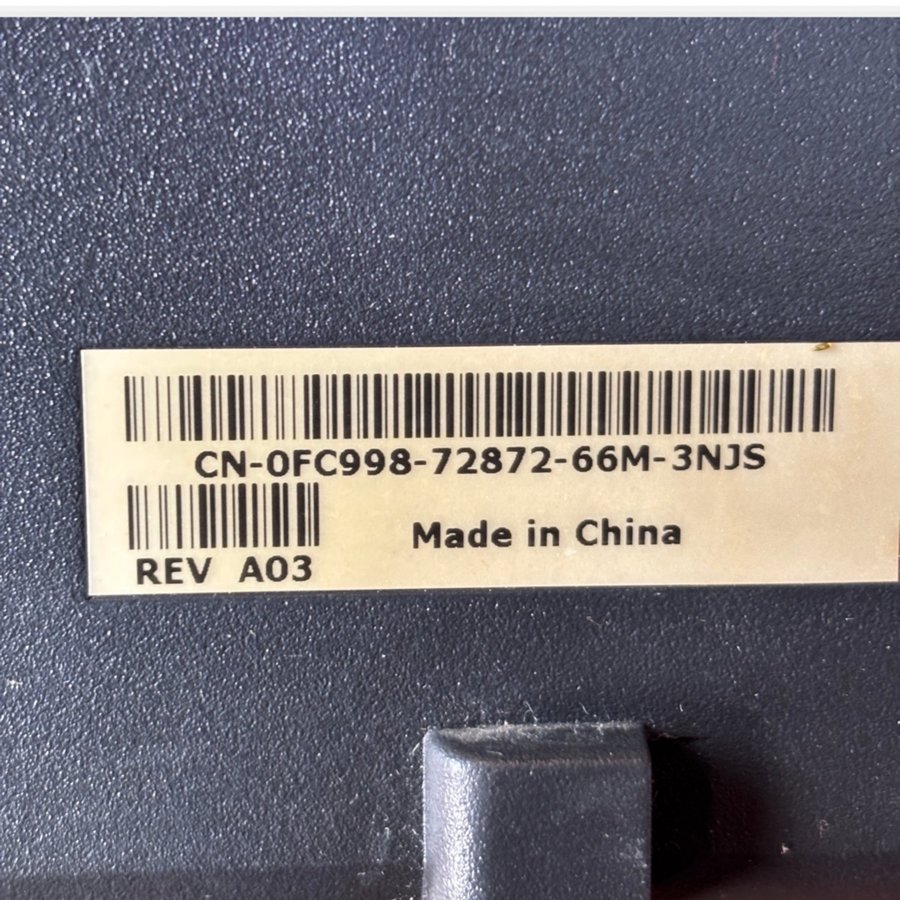 CN-0FC998-72872-66M-3NJS
Made in China
REV A03